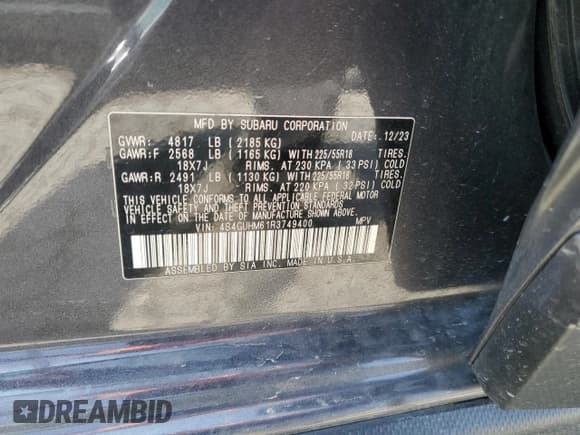 MFD BY SUBARU CORPORATION DATE: 12/23
GVWR: 4817 LB (2185 KG)
GAWR:F 2568 LB (1165 KG) WITH 225/55R18 TIRES.
18X7J RIMS. AT 230 KPA (33 PSI) COLD
GAWR:R 2491 LB (1130 KG) WITH 225/55R18 TIRES.
18X7J RIMS. AT 220 KPA (32 PSI) COLD
THIS VEHICLE CONFORMS TO ALL APPLICABLE FEDERAL MOTOR
VEHICLE SAFETY AND THEFT PREVENTION STANDARDS
IN EFFECT ON THE DATE OF MANUFACTURE SHOWN ABOVE.
VIN: 4S4GUHM61R3749400 MPV
ASSEMBLED BY SIA INC. MADE IN U.S.A.
DREAMBID